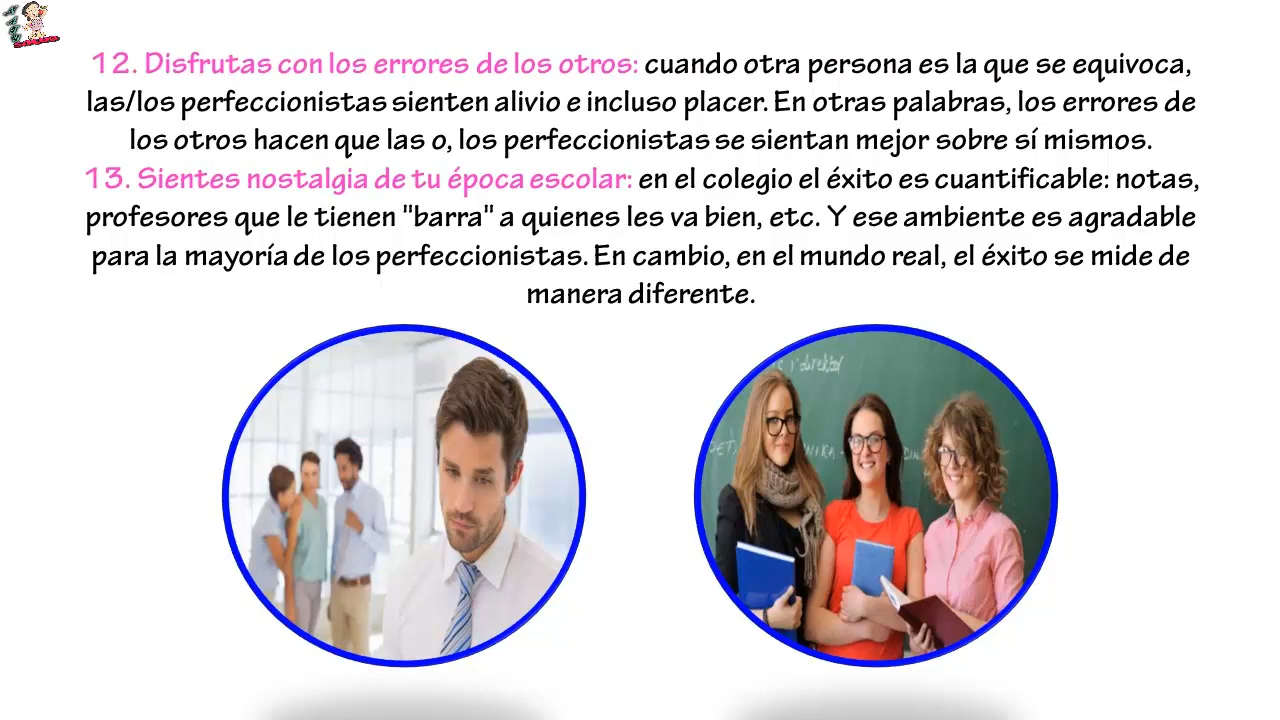 12. Disfrutas con los errores de los otros: cuando otra persona es la que se equivoca,
las/los perfeccionistas sienten alivio e incluso placer. En otras palabras, los errores de
los otros hacen que las o, los perfeccionistas se sientan mejor sobre sí mismos.
13. Sientes nostalgia de tu época escolar: en el colegio el éxito es cuantificable: notas,
profesores que le tienen "barra" a quienes les va bien, etc. Y ese ambiente es agradable
para la mayoría de los perfeccionistas. En cambio, en el mundo real, el éxito se mide de
manera diferente.